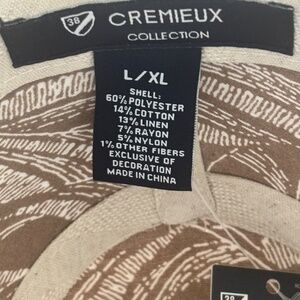 38
CREMIEUX
COLLECTION
L/XL
SHELL:
60% POLYESTER
14% COTTON
13% LINEN
7% RAYON
5% NYLON
1% OTHER FIBERS
EXCLUSIVE OF
DECORATION
MADE IN CHINA
38